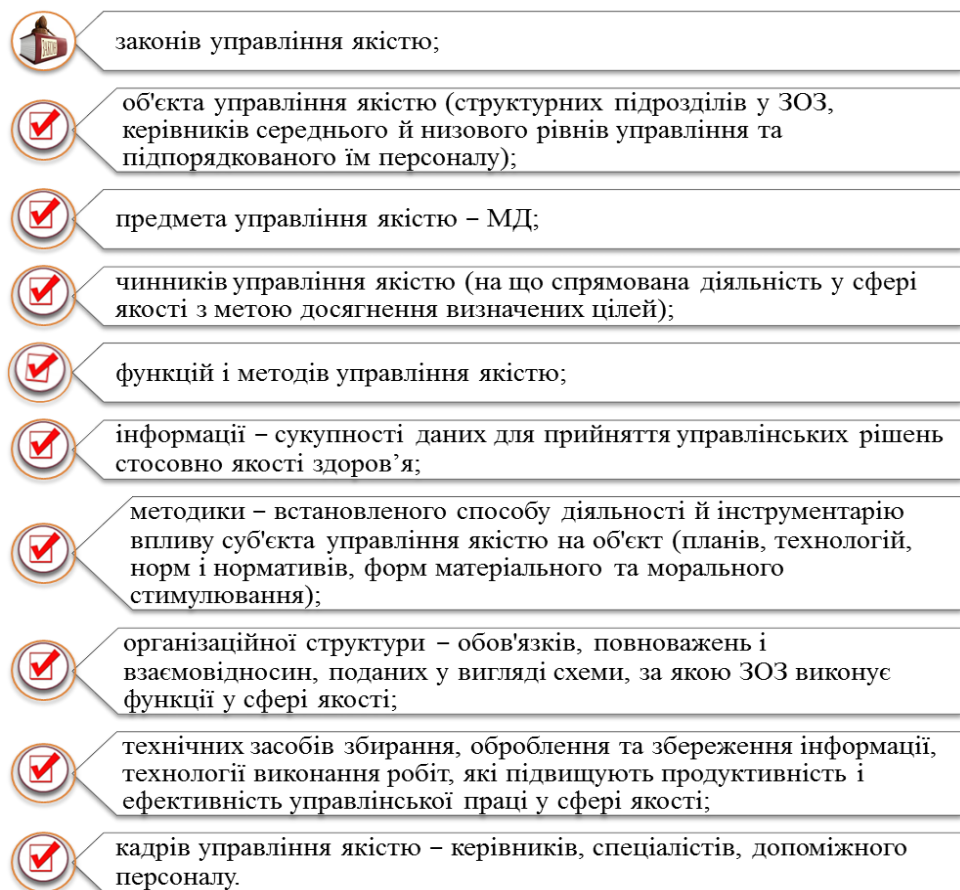 законів управління якістю;
об'єкта управління якістю (структурних підрозділів у ЗОЗ,
керівників середнього й низового рівнів управління та
підпорядкованого їм персоналу);
предмета управління якістю – МД;
чинників управління якістю (на що спрямована діяльність у сфері
якості з метою досягнення визначених цілей);
функцій і методів управління якістю;
інформації – сукупності даних для прийняття управлінських рішень
стосовно якості здоров’я;
методики – встановленого способу діяльності й інструментарію
впливу суб'єкта управління якістю на об'єкт (планів, технологій,
норм і нормативів, форм матеріального та морального
стимулювання);
організаційної структури – обов'язків, повноважень і
взаємовідносин, поданих у вигляді схеми, за якою ЗОЗ виконує
функції у сфері якості;
технічних засобів збирання, оброблення та збереження інформації,
технології виконання робіт, які підвищують продуктивність і
ефективність управлінської праці у сфері якості;
кадрів управління якістю – керівників, спеціалістів, допоміжного
персоналу.